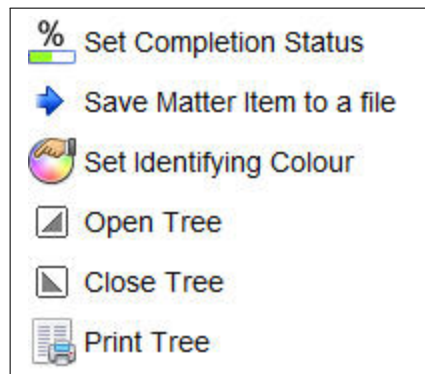 % Set Completion Status
Save Matter Item to a file
Set Identifying Colour
Open Tree
Close Tree
Print Tree